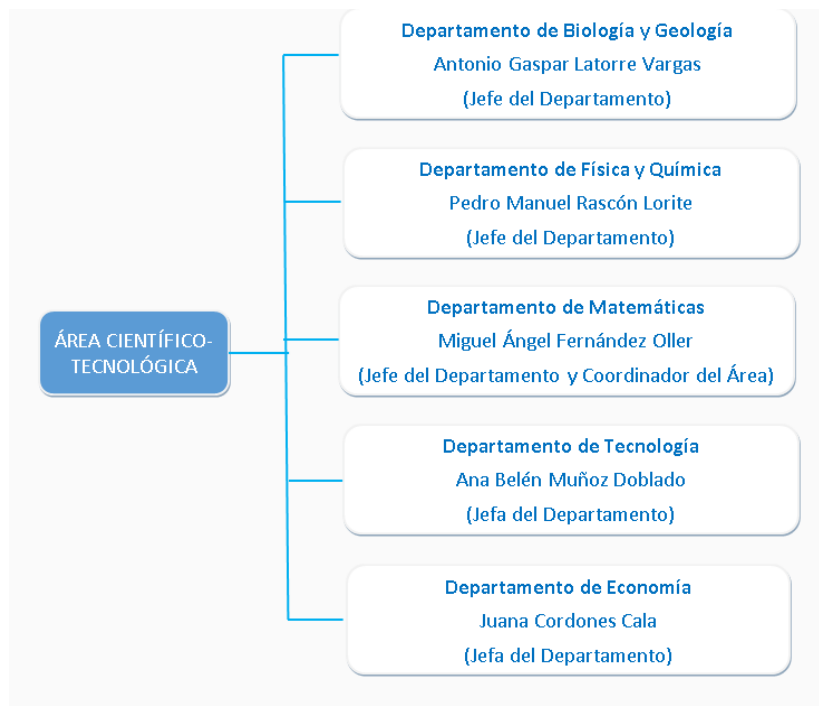 Departamento de Biología y Geología
Antonio Gaspar Latorre Vargas
(Jefe del Departamento)
Departamento de Física y Química
Pedro Manuel Rascón Lorite
(Jefe del Departamento)
ÁREA CIENTÍFICO-
TECNOLÓGICA
Departamento de Matemáticas
Miguel Ángel Fernández Oller
(Jefe del Departamento y Coordinador del Área)
Departamento de Tecnología
Ana Belén Muñoz Doblado
(Jefa del Departamento)
Departamento de Economía
Juana Cordones Cala
(Jefa del Departamento)